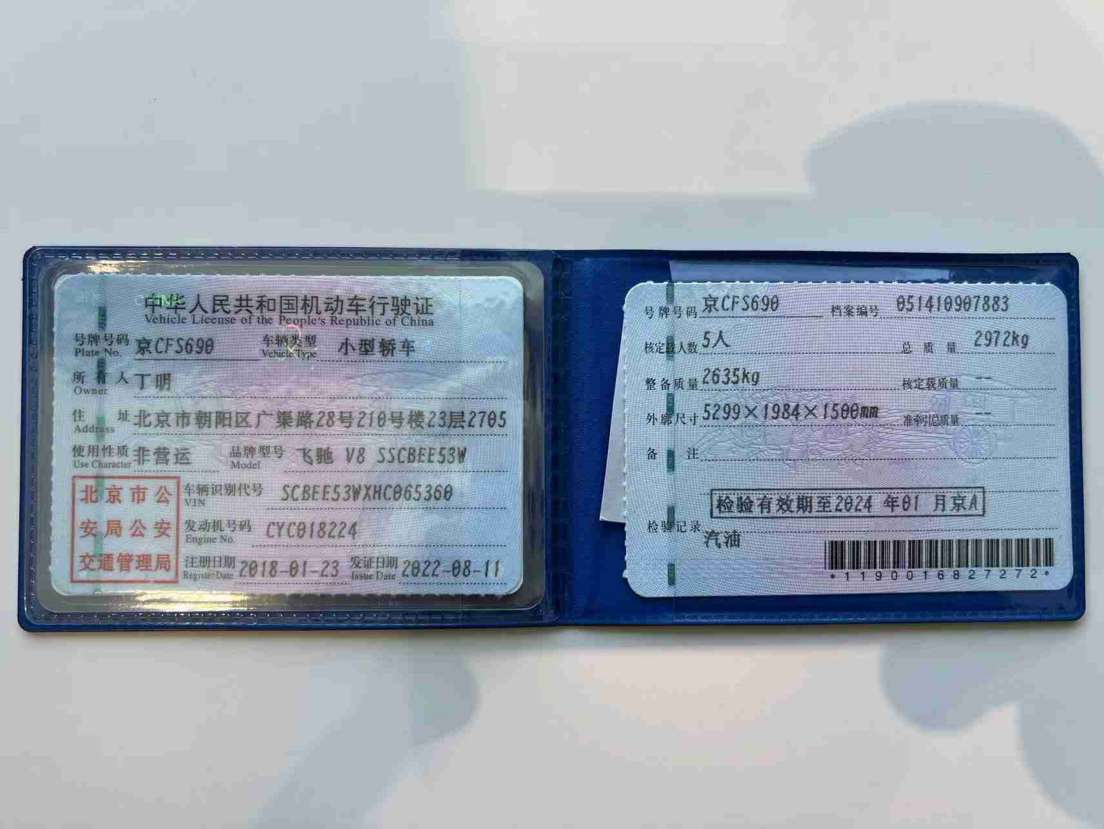 中华人民共和国机动车行驶证
Vehicle License of the People's Republic of China
号牌号码 京CFS690 车辆类型 小型轿车
Plate No. Vehicle Type
所有人 丁明
Owner
住址 北京市朝阳区广渠路28号210号楼23层2705
Address
使用性质 非营运 品牌型号 飞驰 V8 SSCBEE53W
Use Character Model
北京市公安局公安交通管理局
车辆识别代号 SCBEE53WXHC065360
VIN
发动机号码 CYC018224
Engine No.
注册日期 2018-01-23 发证日期 2022-08-11
Register Date Issue Date
号牌号码 京CFS690 档案编号 051410907883
核定载人数 5人 总质量 2972kg
整备质量 2635kg 核定载质量 --
外廓尺寸 5299×1984×1500mm 准牵引总质量 --
备注
检验有效期至2024年01月京A
检验记录
汽油
*1190016827272*